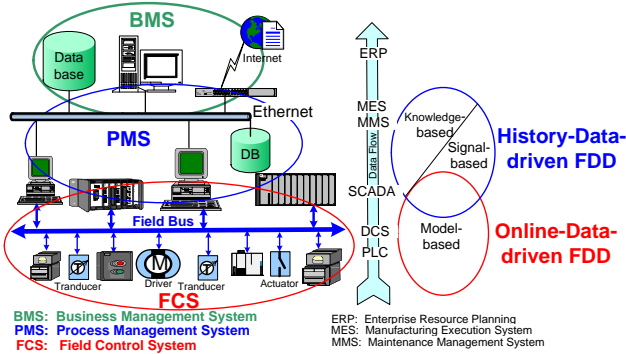 BMS
Data
base
Internet
Ethernet
PMS
DB
Field Bus
M
Tranducer
Driver
Tranducer
Actuator
FCS
BMS: Business Management System
PMS: Process Management System
FCS: Field Control System
ERP
MES
MMS
Data Flow
SCADA
DCS
PLC
Knowledge-
based
Signal-
based
Model-
based
History-Data-
driven FDD
Online-Data-
driven FDD
ERP: Enterprise Resource Planning
MES: Manufacturing Execution System
MMS: Maintenance Management System